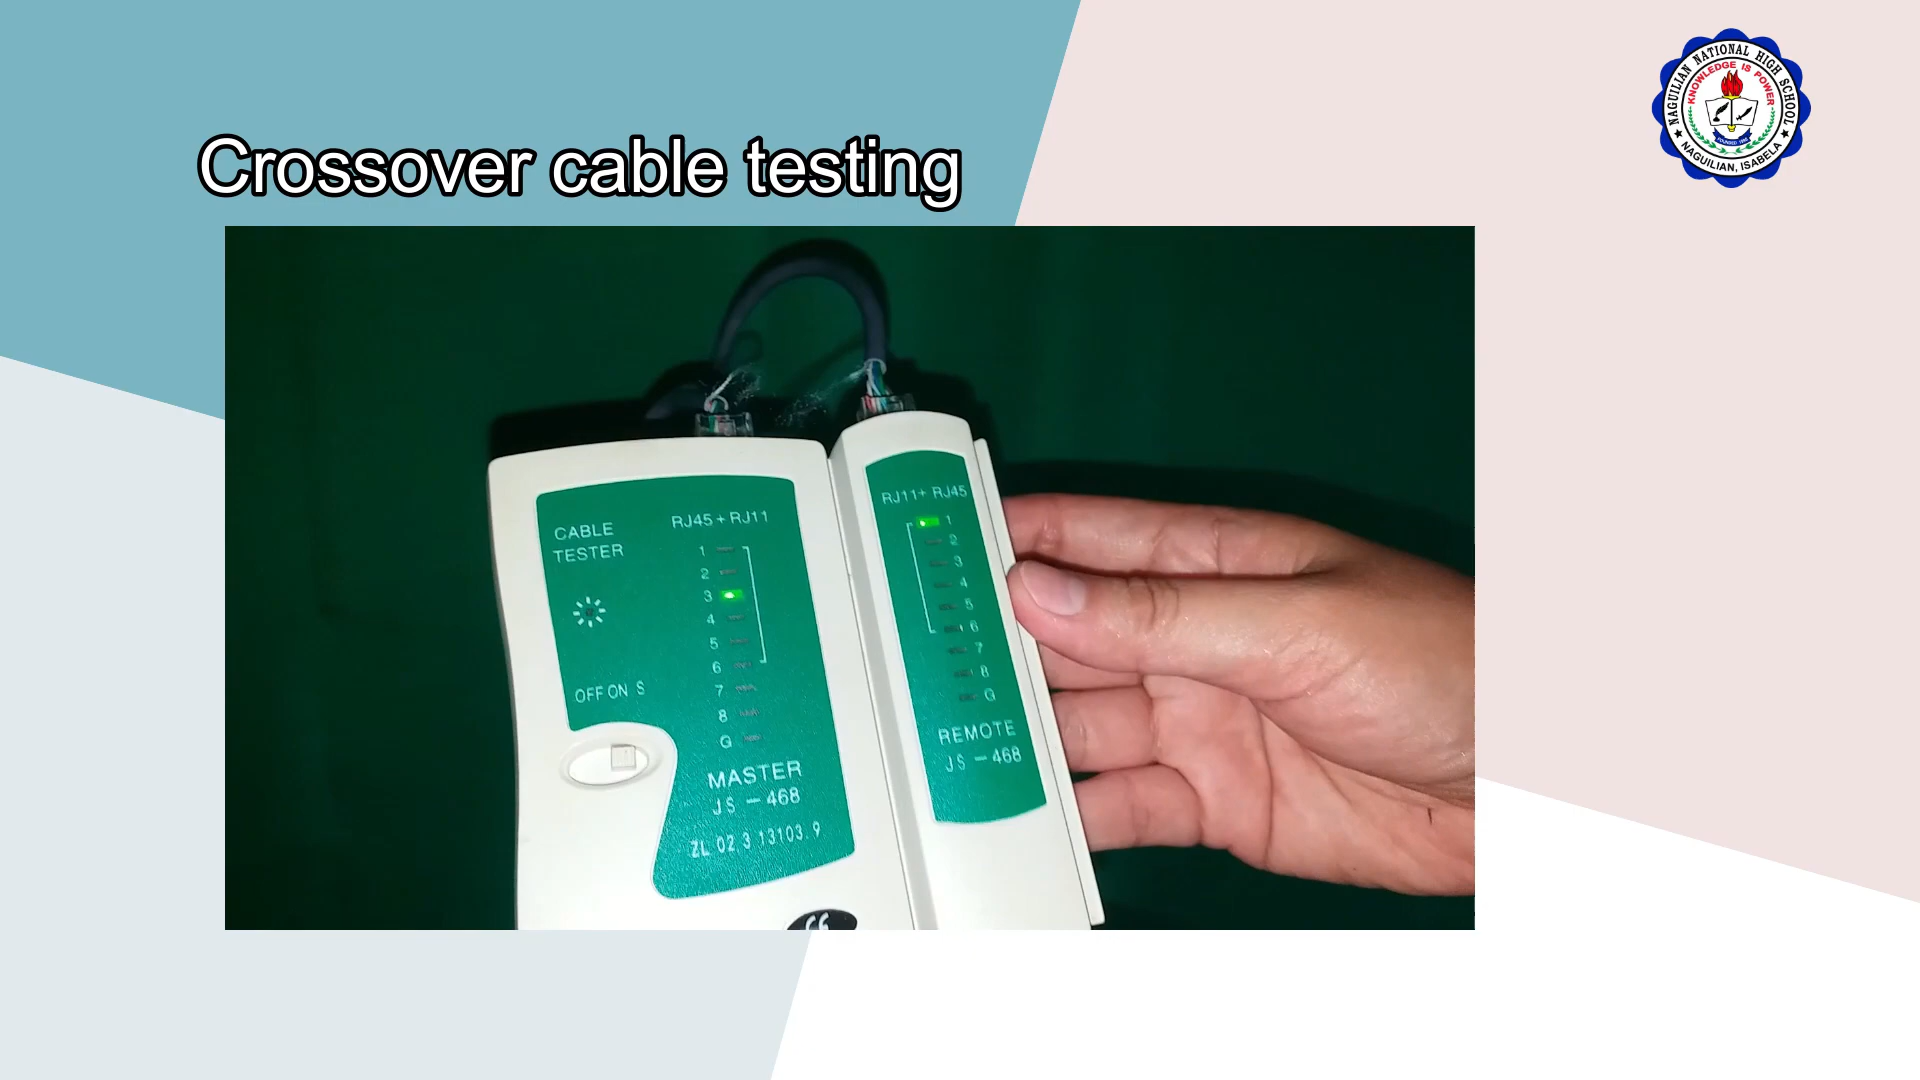 Crossover cable testing
NAGUILIAN NATIONAL HIGH SCHOOL
KNOWLEDGE IS POWER
NAGUILIAN, ISABELA
CABLE
TESTER
RJ45+RJ11
1
2
3
4
5
6
7
8
G
OFF ON S
MASTER
JS-468
ZL 02 3 13103.9
RJ11+ RJ45
1
2
3
4
5
6
7
8
G
REMOTE
JS-468